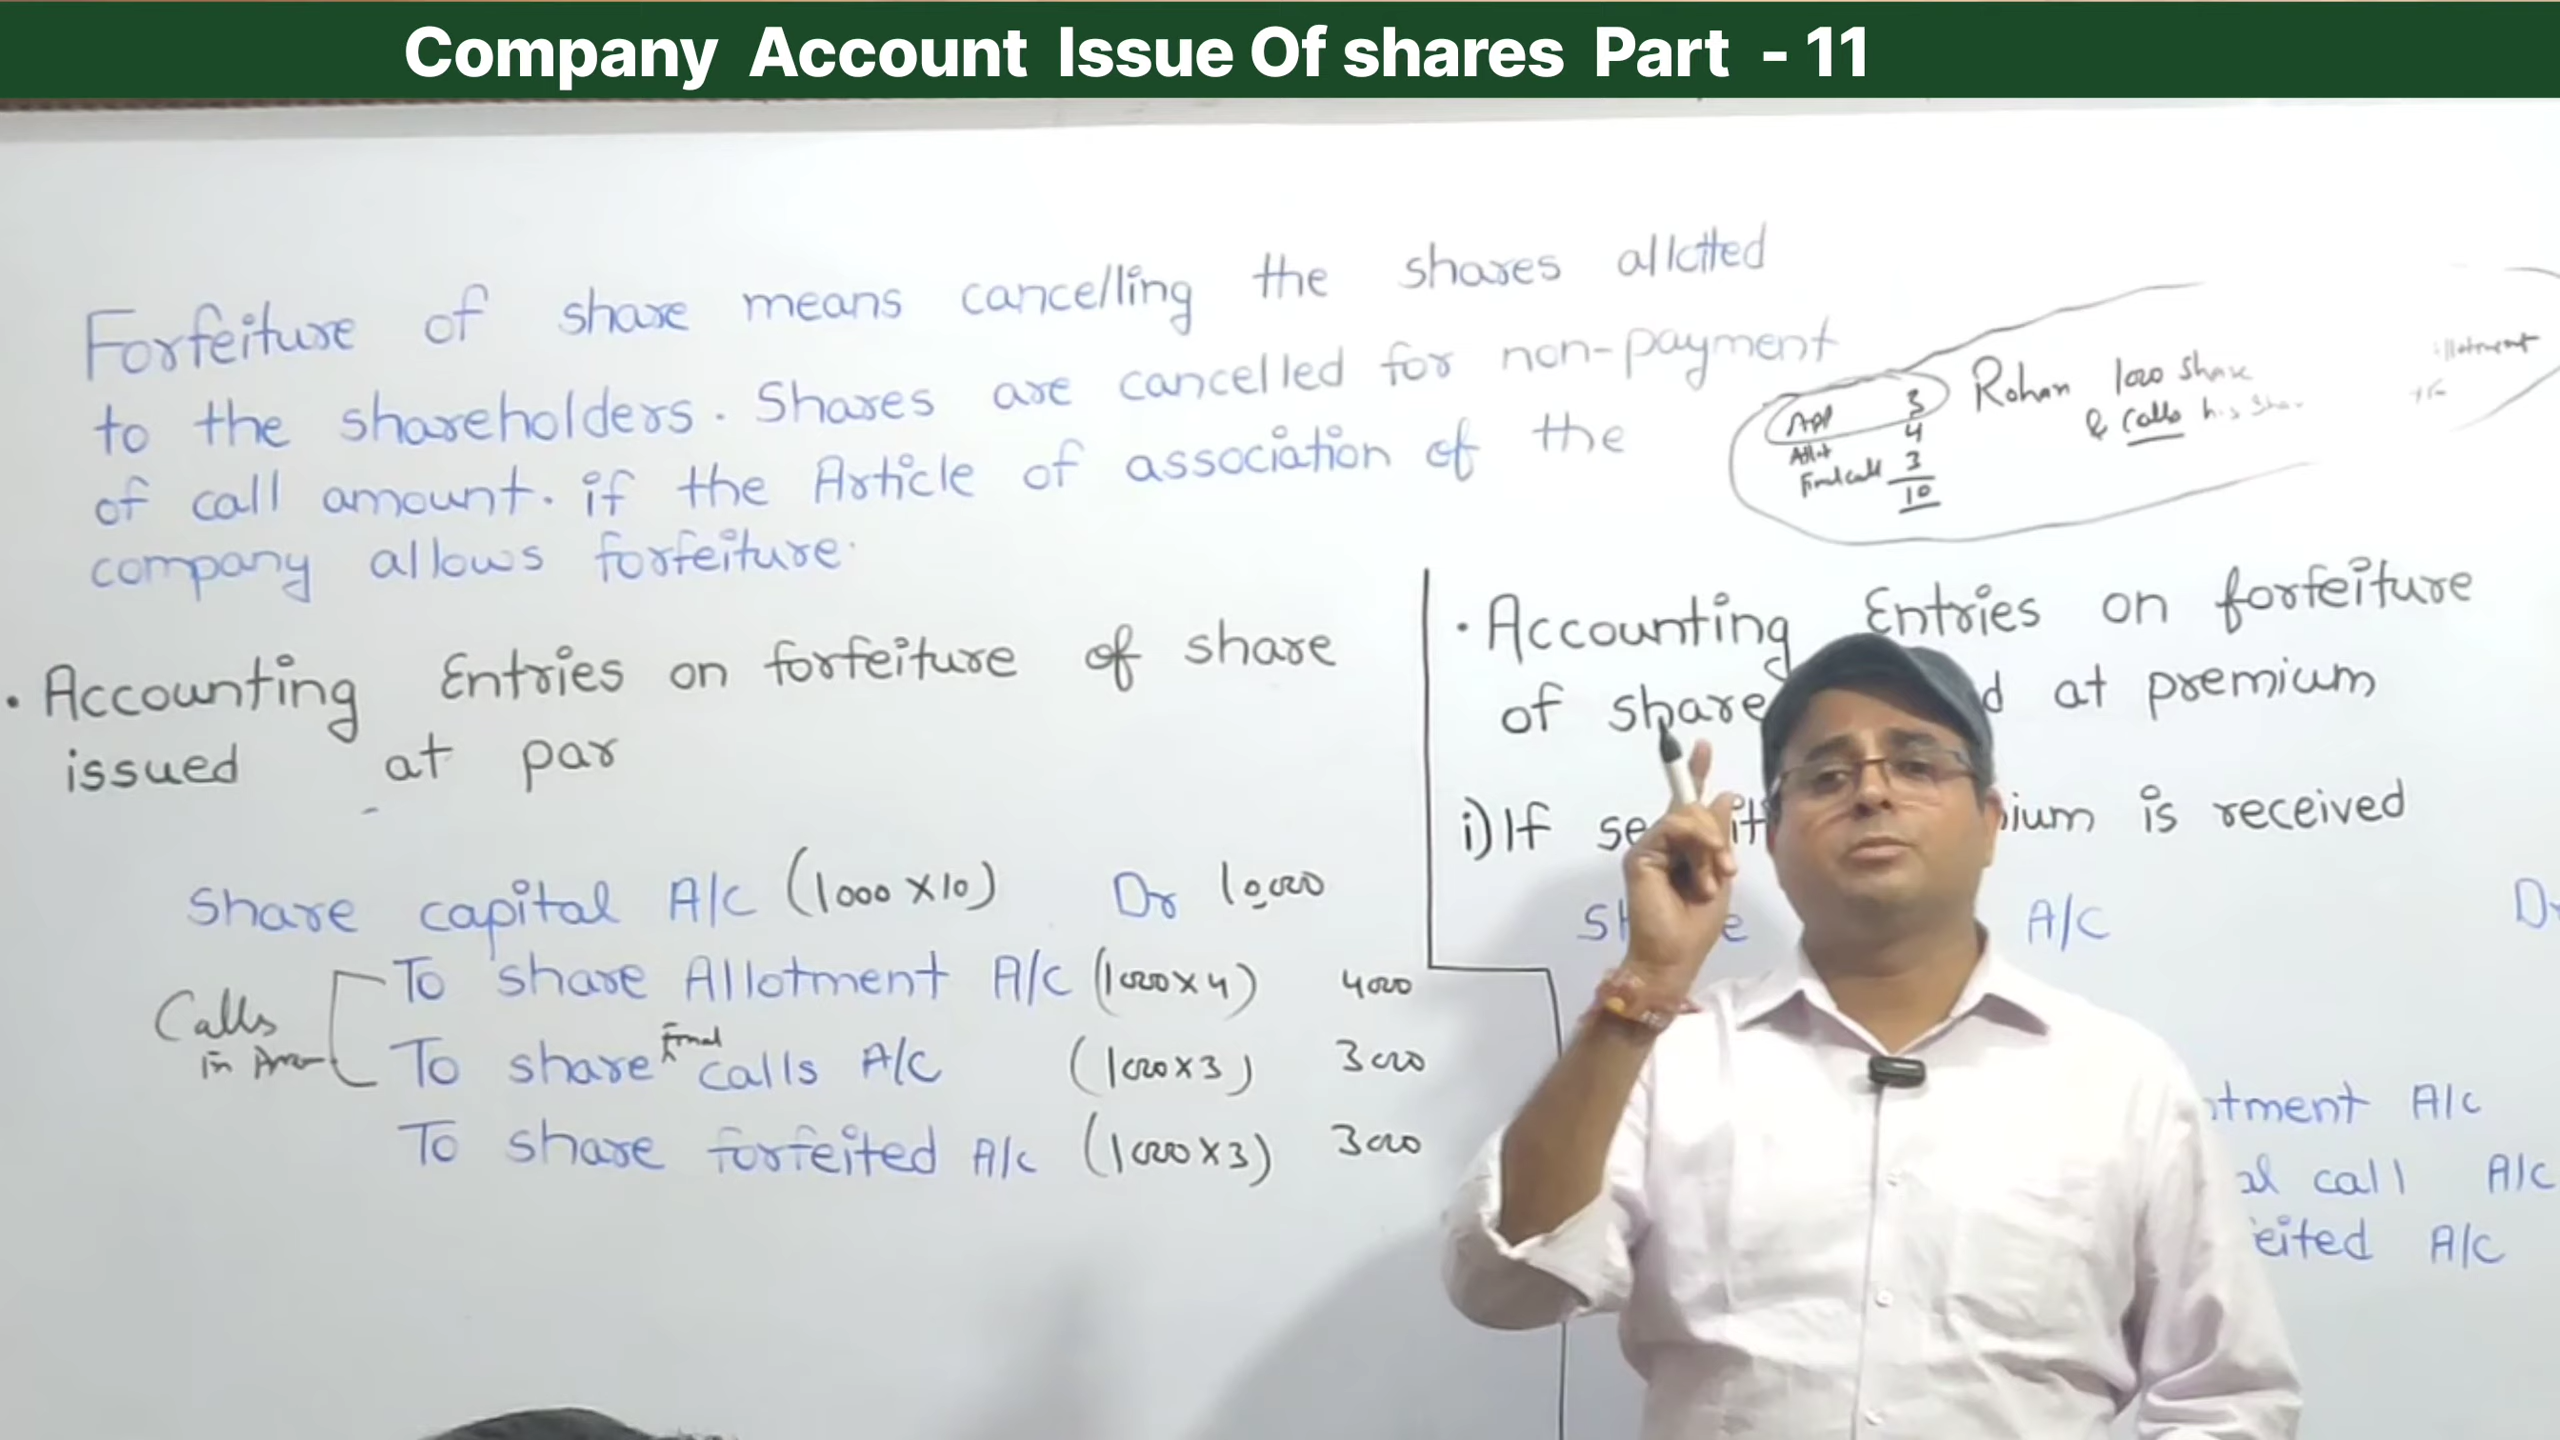 Company Account Issue Of shares Part - 11
Forfeiture of share means cancelling the shares allotted
to the shareholders. Shares are cancelled for non-payment
of call amount. if the Article of association of the
company allows forfeiture.
App 3
Allot 4
Final call 3
10
Rohan 1000 share allotment
& calls his
• Accounting Entries on forfeiture of share
issued at par
Share capital A/C (1000 X10) Dr 10,000
Calls
in
To share Allotment A/C (1000 X 4) 4000
To share Final calls A/C (1000 X 3) 3000
To share forfeited A/c (1000 X 3) 3000
• Accounting Entries on forfeiture
of share at premium
i) If is received
A/C Dr
A/c
call A/C
A/C